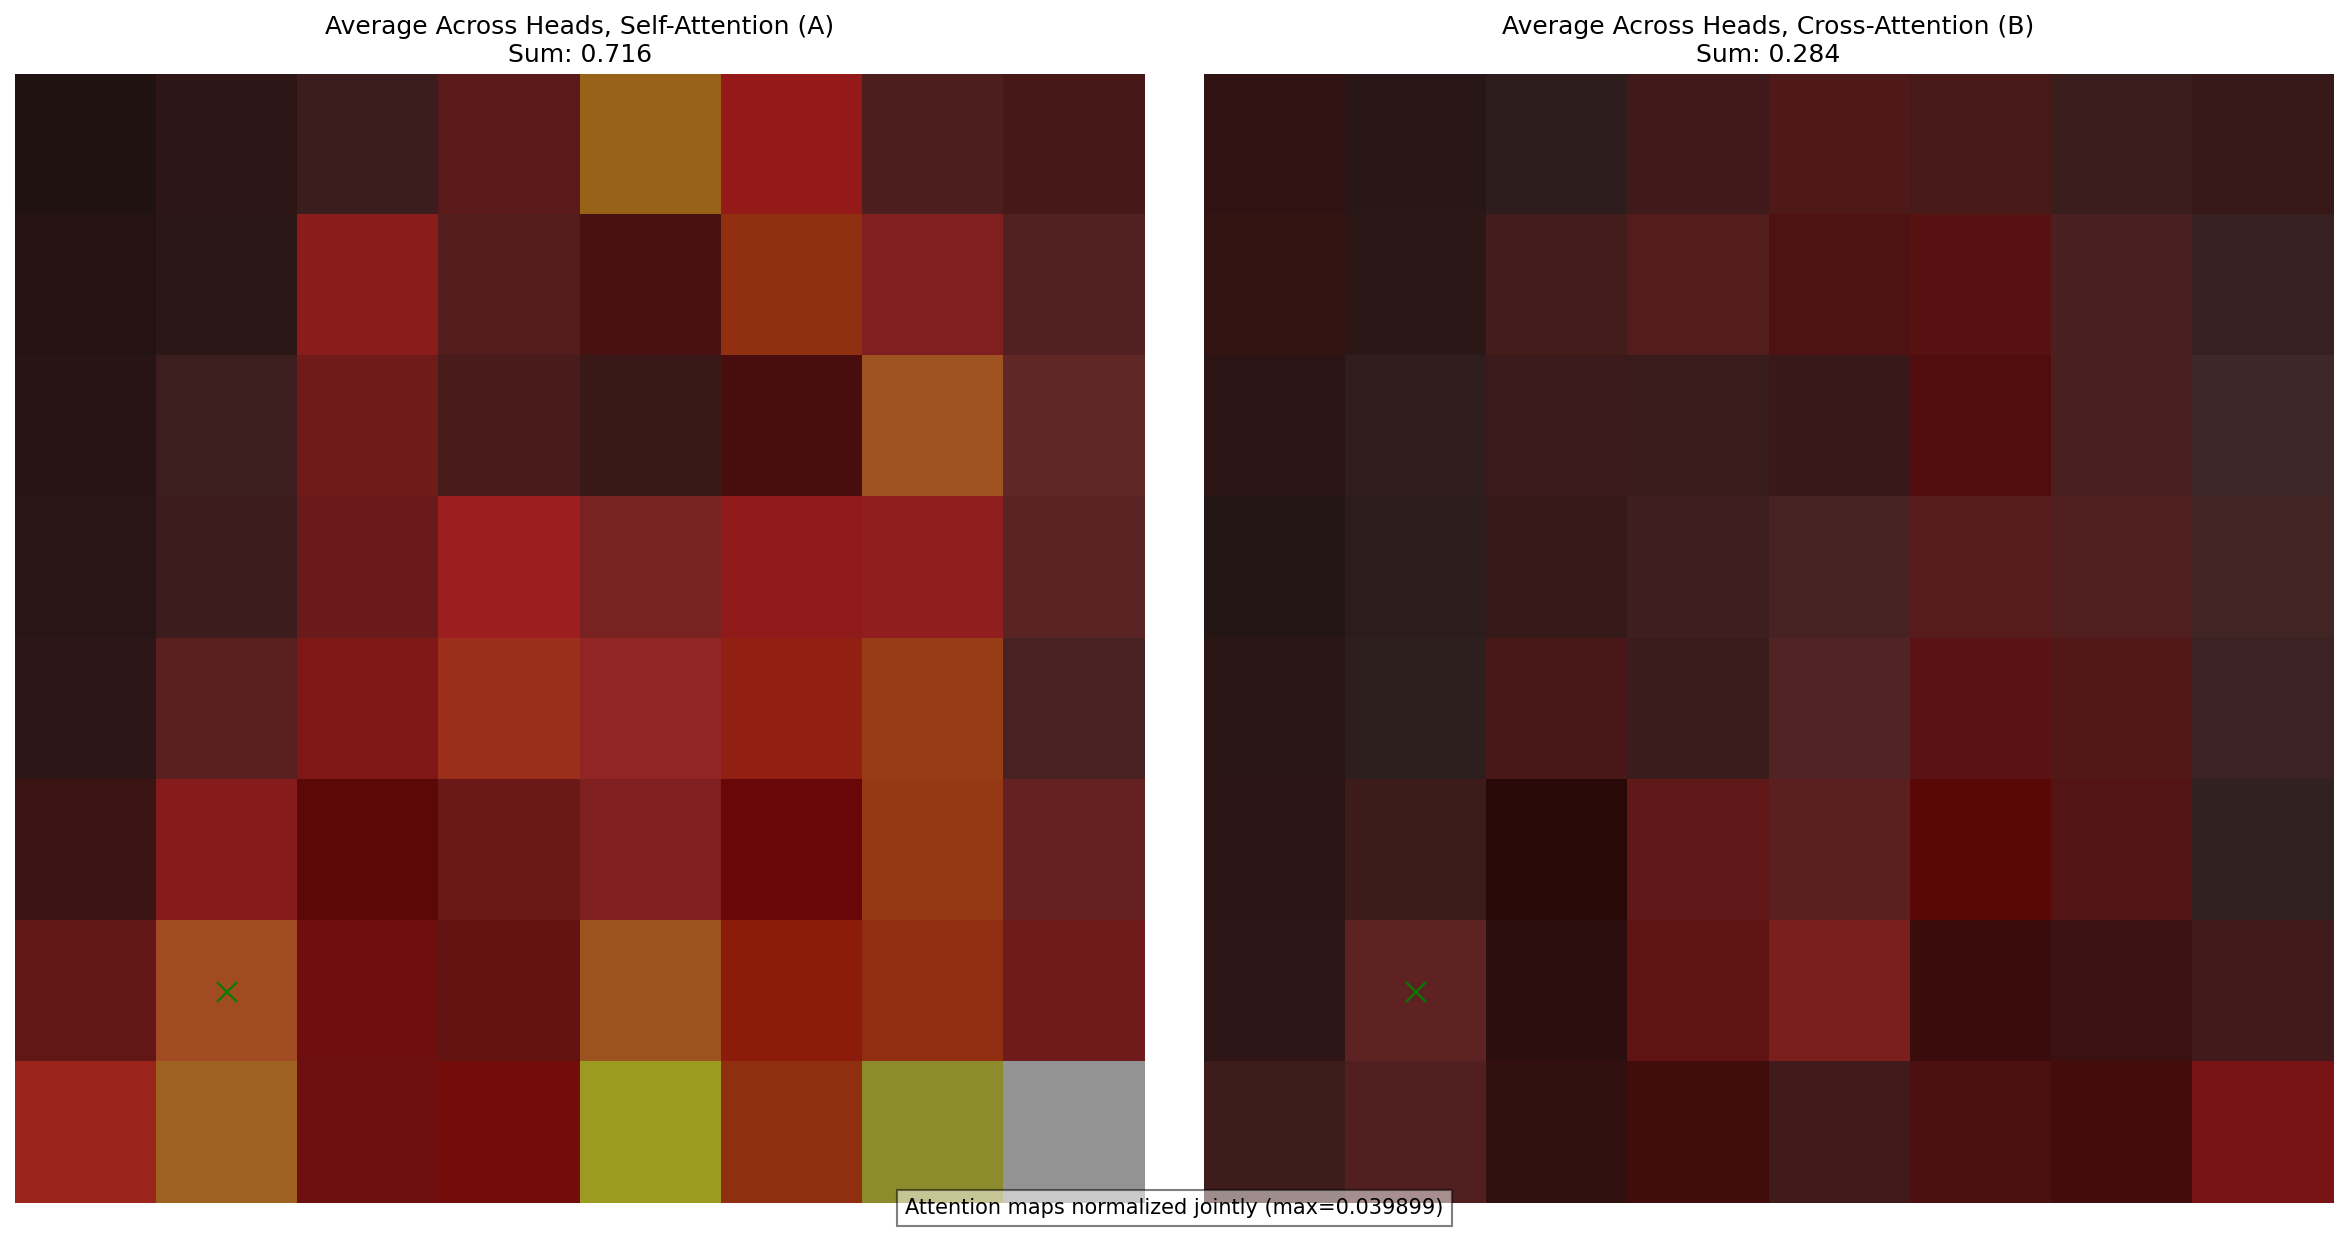 Average Across Heads, Self-Attention (A)
Sum: 0.716
Average Across Heads, Cross-Attention (B)
Sum: 0.284
Attention maps normalized jointly (max=0.039899)